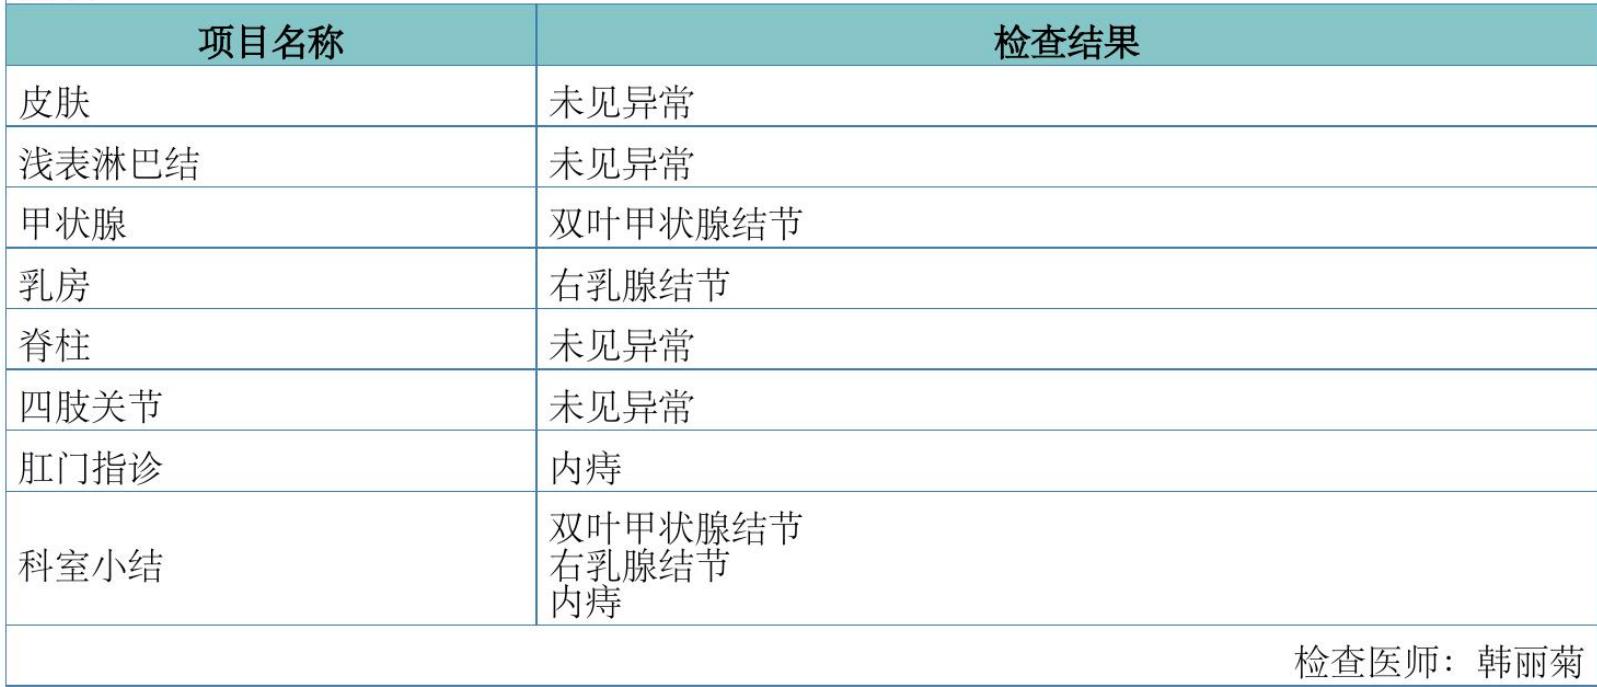 项目名称 检查结果
皮肤 未见异常
浅表淋巴结 未见异常
甲状腺 双叶甲状腺结节
乳房 右乳腺结节
脊柱 未见异常
四肢关节 未见异常
肛门指诊 内痔
科室小结 双叶甲状腺结节
右乳腺结节
内痔
检查医师：韩丽菊